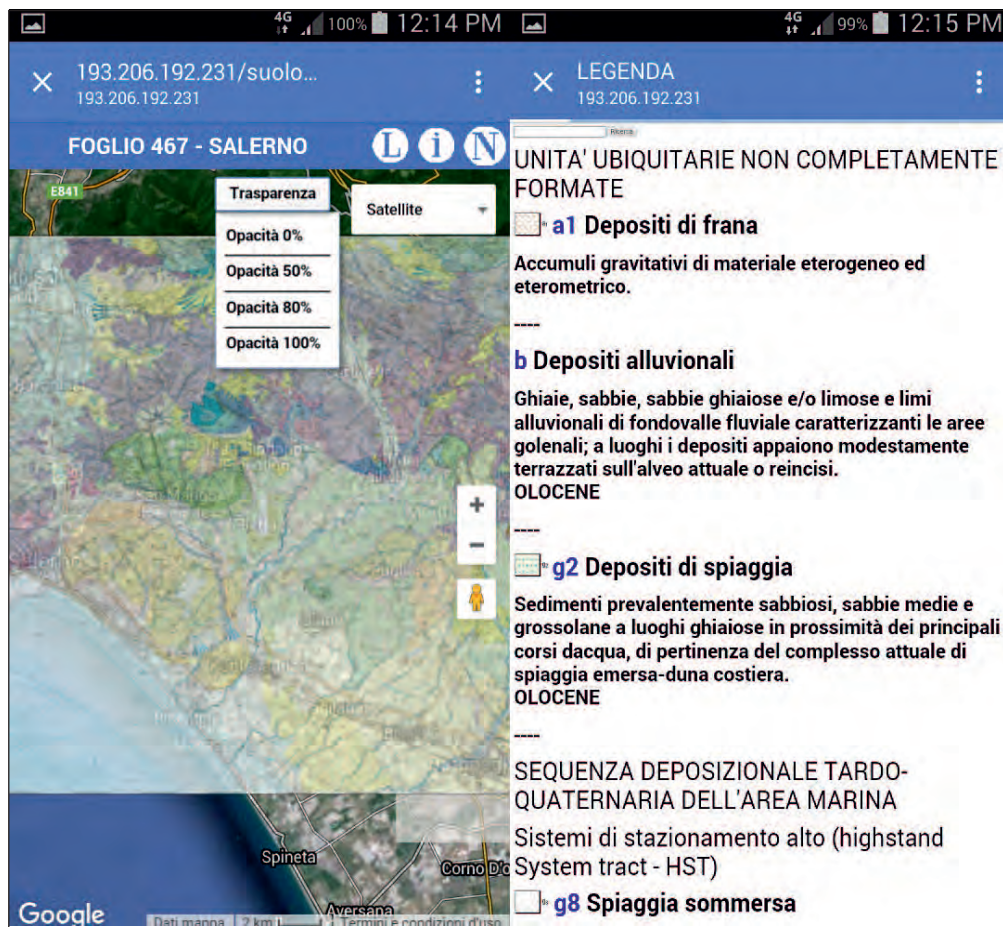 4G 100% 12:14 PM
193.206.192.231/suolo...
193.206.192.231
FOGLIO 467 - SALERNO L i N
E841
Trasparenza
Satellite
Opacità 0%
Opacità 50%
Opacità 80%
Opacità 100%
+
−
Spineta
Corno D'o
Aversana
Google
Dati mappa 2 km Termini e condizioni d'uso
4G 99% 12:15 PM
LEGENDA
193.206.192.231
Ricerca
UNITA' UBIQUITARIE NON COMPLETAMENTE
FORMATE
a1 Depositi di frana
Accumuli gravitativi di materiale eterogeneo ed
eterometrico.
----
b Depositi alluvionali
Ghiaie, sabbie, sabbie ghiaiose e/o limose e limi
alluvionali di fondovalle fluviale caratterizzanti le aree
golenali; a luoghi i depositi appaiono modestamente
terrazzati sull'alveo attuale o reincisi.
OLOCENE
----
g2 Depositi di spiaggia
Sedimenti prevalentemente sabbiosi, sabbie medie e
grossolane a luoghi ghiaiose in prossimità dei principali
corsi dacqua, di pertinenza del complesso attuale di
spiaggia emersa-duna costiera.
OLOCENE
----
SEQUENZA DEPOSIZIONALE TARDO-
QUATERNARIA DELL'AREA MARINA
Sistemi di stazionamento alto (highstand
System tract - HST)
g8 Spiaggia sommersa